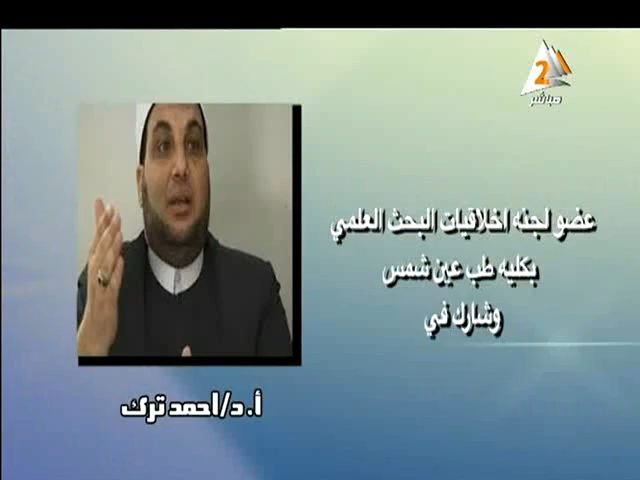 2
مباشر
عضو لجنه اخلاقيات البحث العلمي
بكليه طب عين شمس
وشارك في
أ.د/احمد ترك